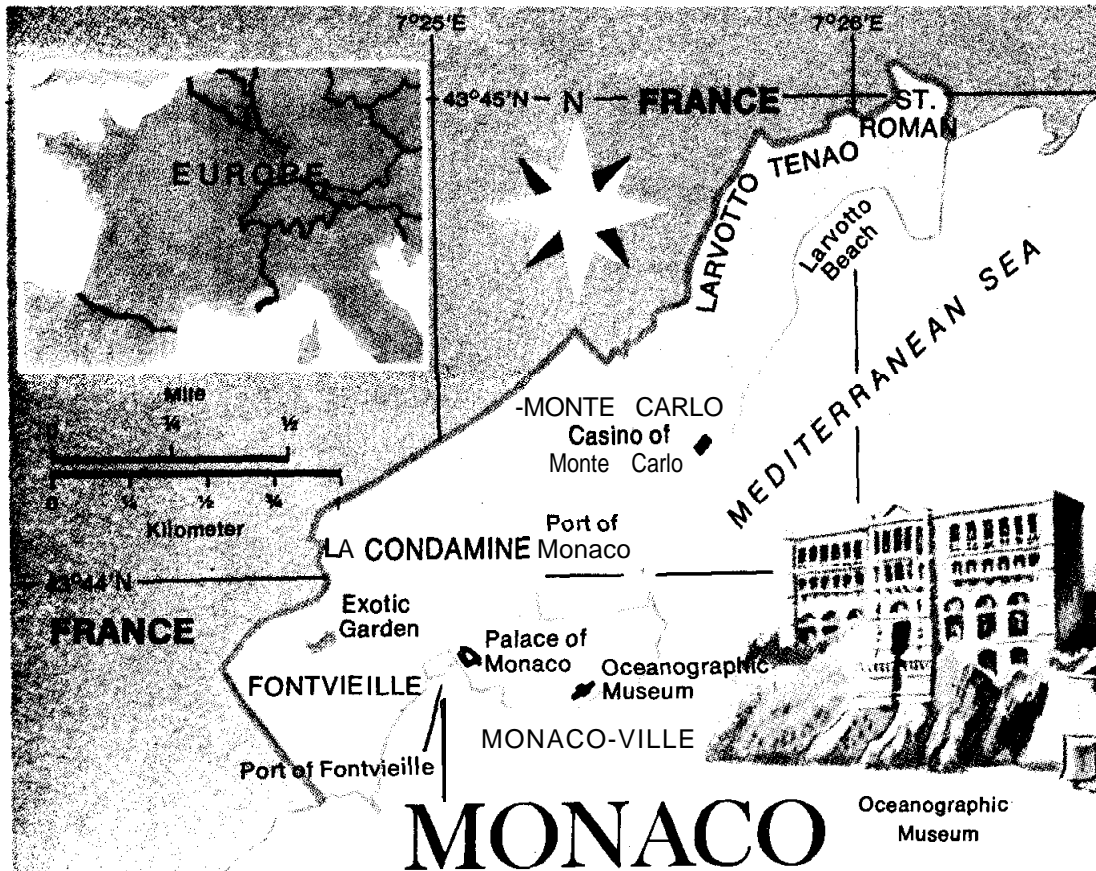 7°25'E
7°26'E
43°45'N
N
FRANCE
ST.
ROMAN
EUROPE
TENAO
LARVOTTO
Larvotto
Beach
MEDITERRANEAN SEA
Mile
0 ¼ ½
0 ¼ ½ ¾ 1
Kilometer
-MONTE CARLO
Casino of
Monte Carlo
Port of
Monaco
LA CONDAMINE
43°44'N
FRANCE
Exotic
Garden
Palace of
Monaco
Oceanographic
Museum
FONTVIEILLE
MONACO-VILLE
Port of Fontvieille
MONACO
Oceanographic
Museum